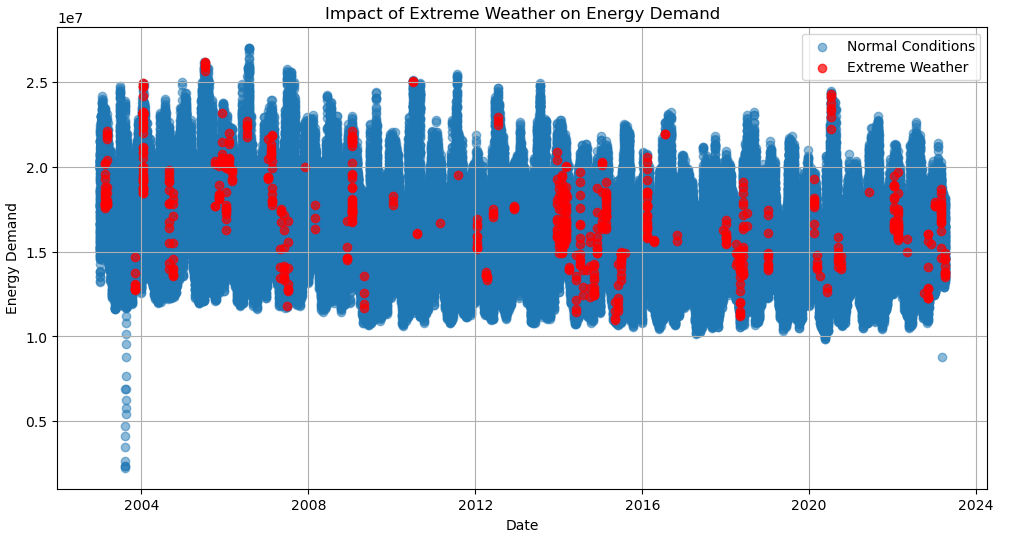 Impact of Extreme Weather on Energy Demand
1e7
Normal Conditions
Extreme Weather
2.5
2.0
1.5
1.0
0.5
Energy Demand
2004 2008 2012 2016 2020 2024
Date